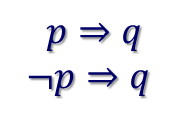 𝑝 ⇒ 𝑞
¬𝑝 ⇒ 𝑞